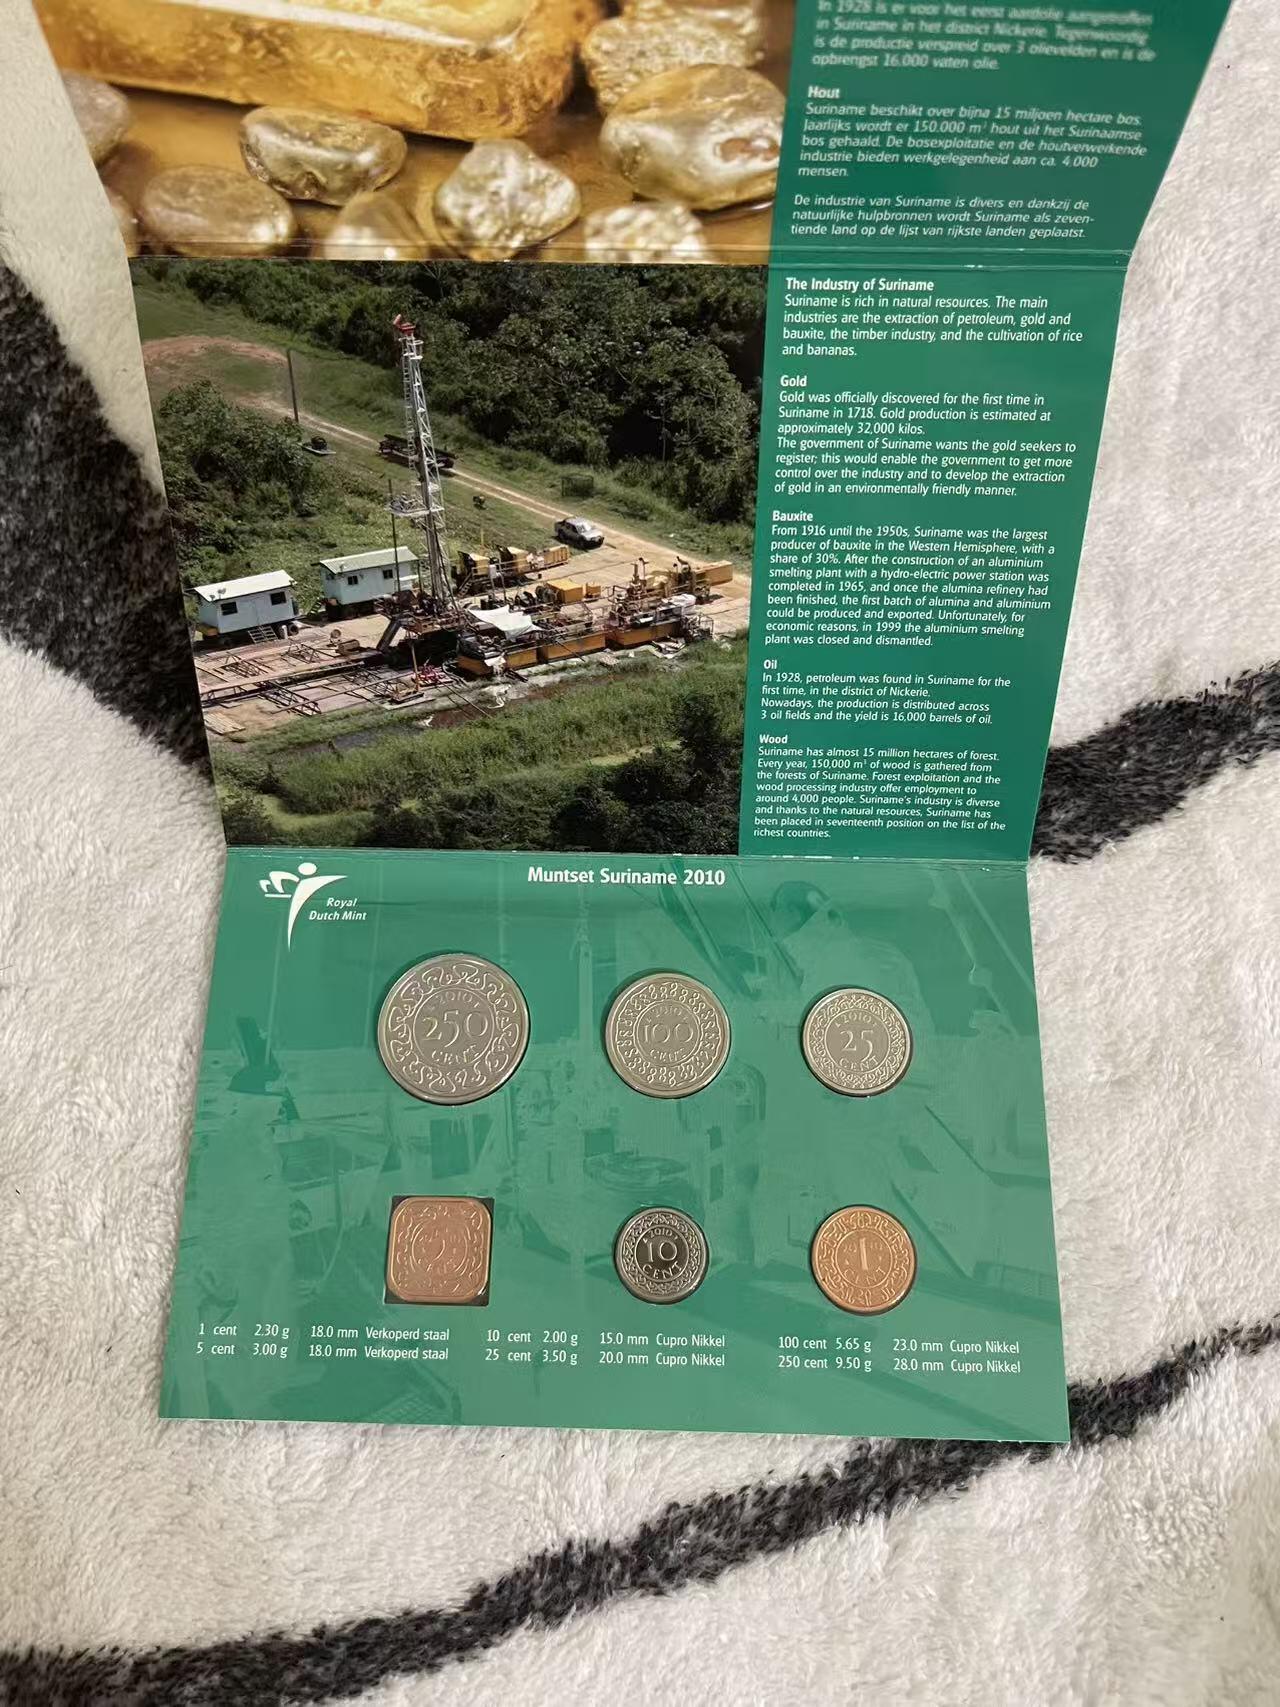 In 1928 is er voor het eerst aardolie aangetroffen
in Suriname in het district Nickerie. Tegenwoordig
is de productie verspreid over 3 olievelden en is de
opbrengst 16.000 vaten olie.
Hout
Suriname beschikt over bijna 15 miljoen hectare bos.
Jaarlijks wordt er 150.000 m³ hout uit het Surinaamse
bos gehaald. De bosexploitatie en de houtverwerkende
industrie bieden werkgelegenheid aan ca. 4.000
mensen.
De industrie van Suriname is divers en dankzij de
natuurlijke hulpbronnen wordt Suriname als zeven-
tiende land op de lijst van rijkste landen geplaatst.
The Industry of Suriname
Suriname is rich in natural resources. The main
industries are the extraction of petroleum, gold and
bauxite, the timber industry, and the cultivation of rice
and bananas.
Gold
Gold was officially discovered for the first time in
Suriname in 1718. Gold production is estimated at
approximately 32,000 kilos.
The government of Suriname wants the gold seekers to
register; this would enable the government to get more
control over the industry and to develop the extraction
of gold in an environmentally friendly manner.
Bauxite
From 1916 until the 1950s, Suriname was the largest
producer of bauxite in the Western Hemisphere, with a
share of 30%. After the construction of an aluminium
smelting plant with a hydro-electric power station was
completed in 1965, and once the alumina refinery had
been finished, the first batch of alumina and aluminium
could be produced and exported. Unfortunately, for
economic reasons, in 1999 the aluminium smelting
plant was closed and dismantled.
Oil
In 1928, petroleum was found in Suriname for the
first time, in the district of Nickerie.
Nowadays, the production is distributed across
3 oil fields and the yield is 16,000 barrels of oil.
Wood
Suriname has almost 15 million hectares of forest.
Every year, 150,000 m³ of wood is gathered from
the forests of Suriname. Forest exploitation and the
wood processing industry offer employment to
around 4,000 people. Suriname's industry is diverse
and thanks to the natural resources, Suriname has
been placed in seventeenth position on the list of the
richest countries.
Royal
Dutch Mint
Muntset Suriname 2010
2010
250
CENT
2010
100
CENT
2010
25
CENT
5
2010
10
CENT
1
CENT
1 cent 2.30 g 18.0 mm Verkoperd staal
5 cent 3.00 g 18.0 mm Verkoperd staal
10 cent 2.00 g 15.0 mm Cupro Nikkel
25 cent 3.50 g 20.0 mm Cupro Nikkel
100 cent 5.65 g 23.0 mm Cupro Nikkel
250 cent 9.50 g 28.0 mm Cupro Nikkel